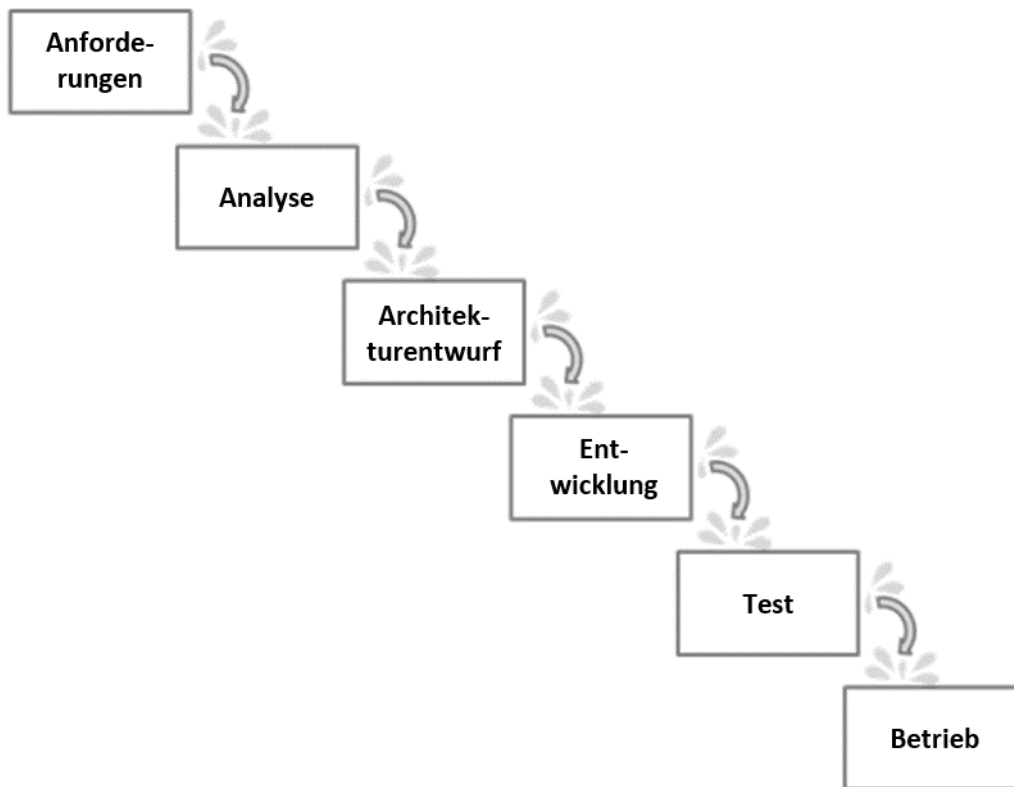 Anforde-
rungen
Analyse
Architek-
turentwurf
Ent-
wicklung
Test
Betrieb